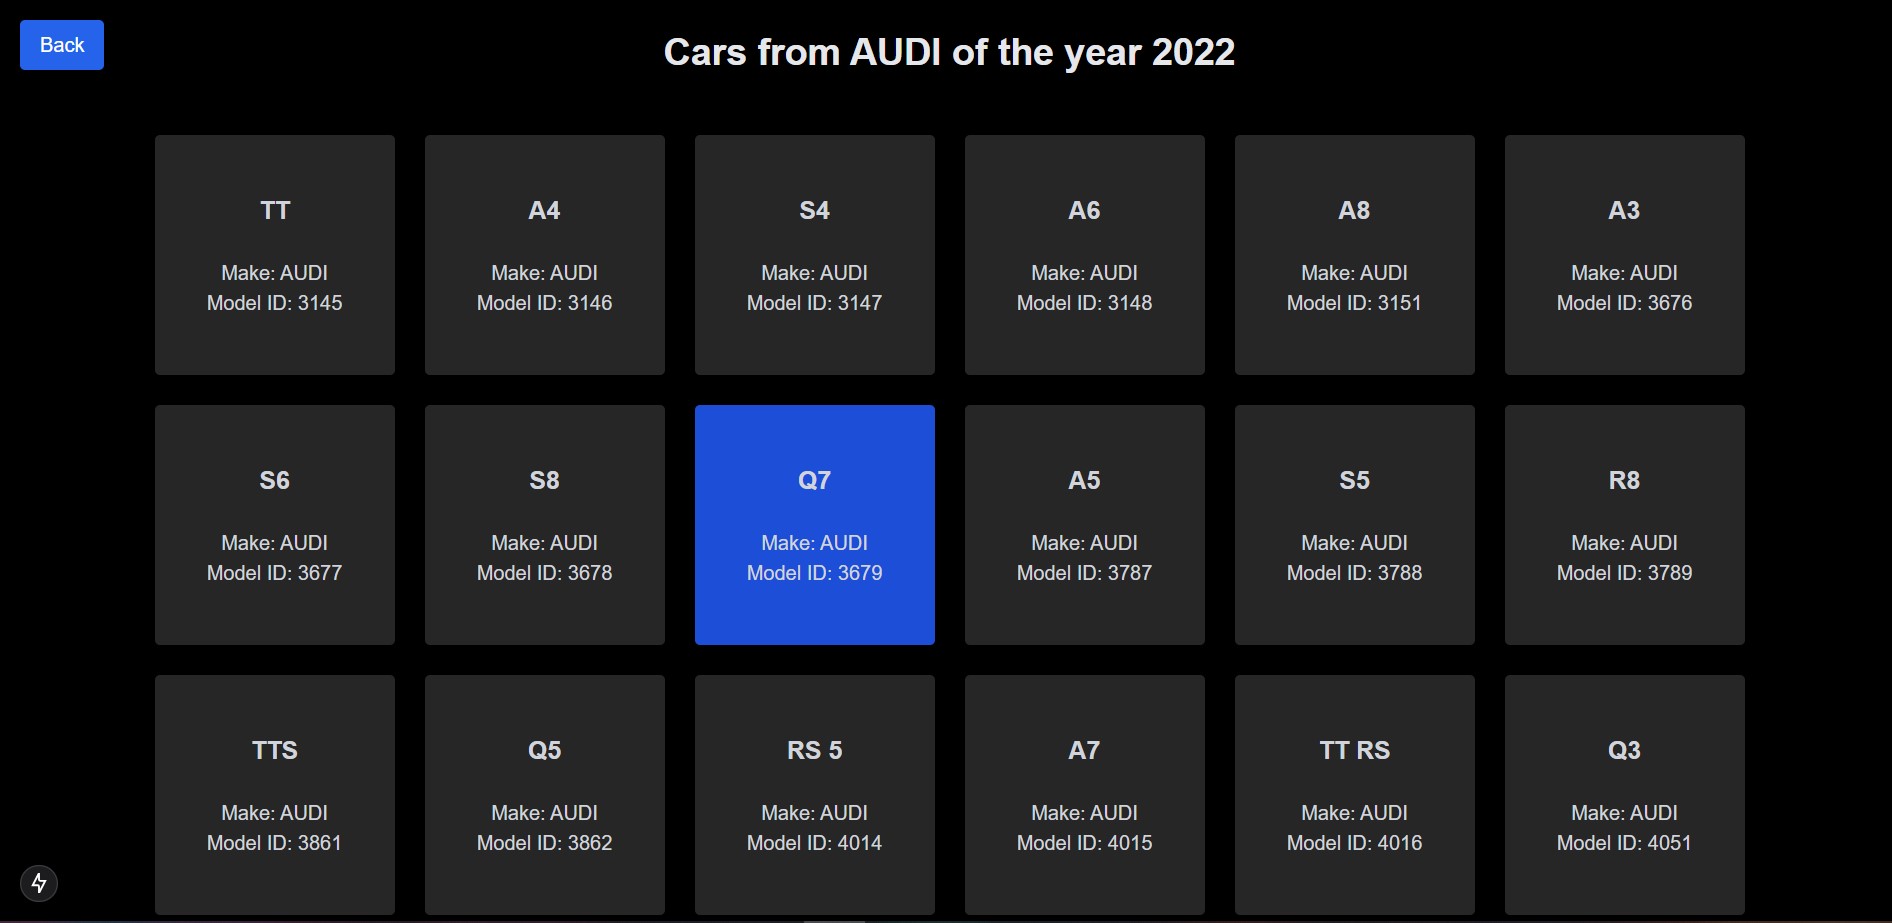 Back
Cars from AUDI of the year 2022
TT
Make: AUDI
Model ID: 3145
A4
Make: AUDI
Model ID: 3146
S4
Make: AUDI
Model ID: 3147
A6
Make: AUDI
Model ID: 3148
A8
Make: AUDI
Model ID: 3151
A3
Make: AUDI
Model ID: 3676
S6
Make: AUDI
Model ID: 3677
S8
Make: AUDI
Model ID: 3678
Q7
Make: AUDI
Model ID: 3679
A5
Make: AUDI
Model ID: 3787
S5
Make: AUDI
Model ID: 3788
R8
Make: AUDI
Model ID: 3789
TTS
Make: AUDI
Model ID: 3861
Q5
Make: AUDI
Model ID: 3862
RS 5
Make: AUDI
Model ID: 4014
A7
Make: AUDI
Model ID: 4015
TT RS
Make: AUDI
Model ID: 4016
Q3
Make: AUDI
Model ID: 4051